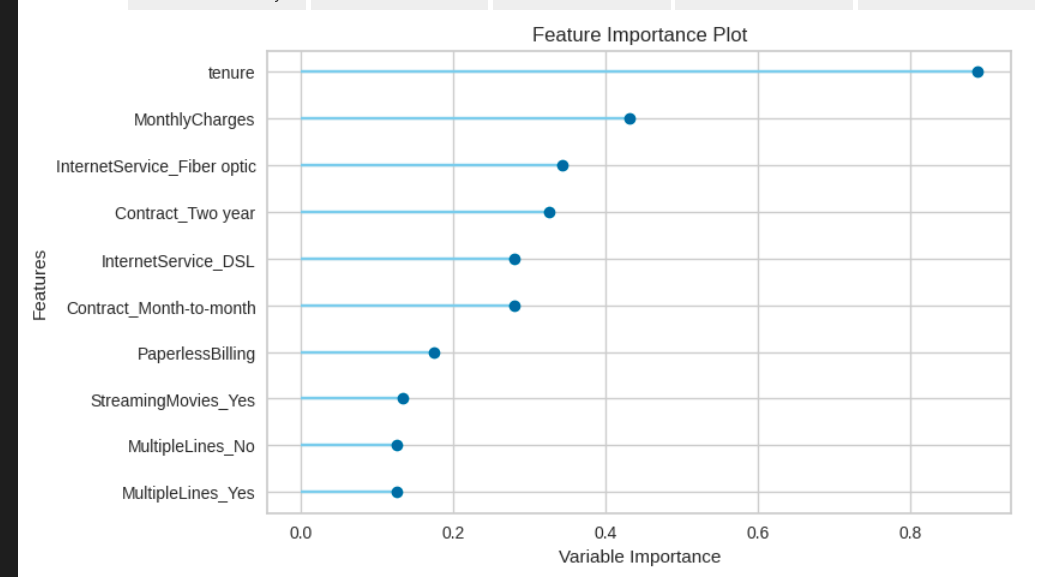 Feature Importance Plot
tenure
MonthlyCharges
InternetService_Fiber optic
Contract_Two year
InternetService_DSL
Contract_Month-to-month
PaperlessBilling
StreamingMovies_Yes
MultipleLines_No
MultipleLines_Yes
Features
0.0 0.2 0.4 0.6 0.8
Variable Importance